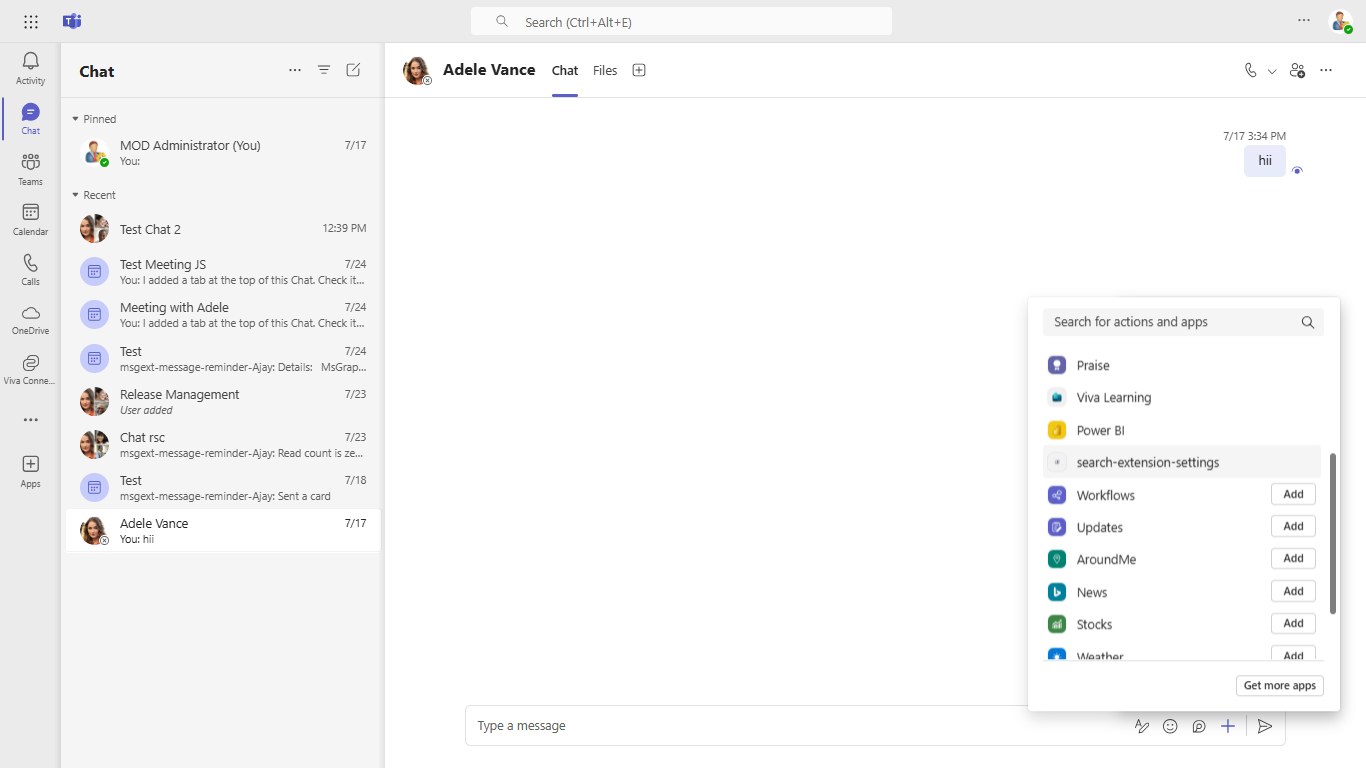 Search (Ctrl+Alt+E)
Activity
Chat
Teams
Calendar
Calls
OneDrive
Viva Conne...
Apps
Chat
Pinned
MOD Administrator (You) 7/17
You:
Recent
Test Chat 2 12:39 PM
Test Meeting JS 7/24
You: I added a tab at the top of this Chat. Check it...
Meeting with Adele 7/24
You: I added a tab at the top of this Chat. Check it...
Test 7/24
msgext-message-reminder-Ajay: Details: MsGrap...
Release Management 7/23
User added
Chat rsc 7/23
msgext-message-reminder-Ajay: Read count is ze...
Test 7/18
msgext-message-reminder-Ajay: Sent a card
Adele Vance 7/17
You: hii
Adele Vance Chat Files
7/17 3:34 PM
hii
Search for actions and apps
Praise
Viva Learning
Power BI
search-extension-settings
Workflows Add
Updates Add
AroundMe Add
News Add
Stocks Add
Weather Add
Get more apps
Type a message